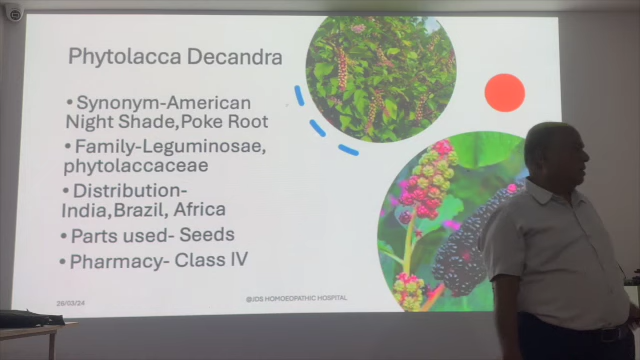 Phytolacca Decandra
•Synonym-American
Night Shade,Poke Root
•Family-Leguminosae,
phytolaccaceae
•Distribution-
India,Brazil, Africa
•Parts used- Seeds
•Pharmacy- Class IV
26/03/24
@JDS HOMOEOPATHIC HOSPITAL